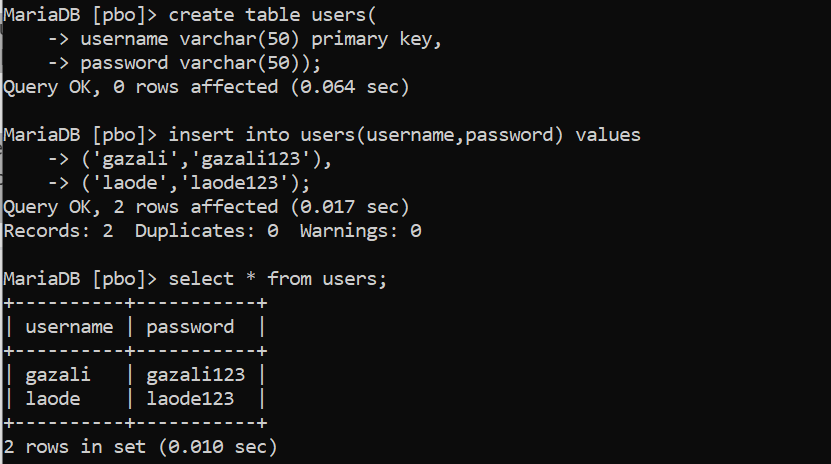 MariaDB [pbo]> create table users(
    -> username varchar(50) primary key,
    -> password varchar(50));
Query OK, 0 rows affected (0.064 sec)

MariaDB [pbo]> insert into users(username,password) values
    -> ('gazali','gazali123'),
    -> ('laode','laode123');
Query OK, 2 rows affected (0.017 sec)
Records: 2  Duplicates: 0  Warnings: 0

MariaDB [pbo]> select * from users;
+----------+-----------+
| username | password  |
+----------+-----------+
| gazali   | gazali123 |
| laode    | laode123  |
+----------+-----------+
2 rows in set (0.010 sec)